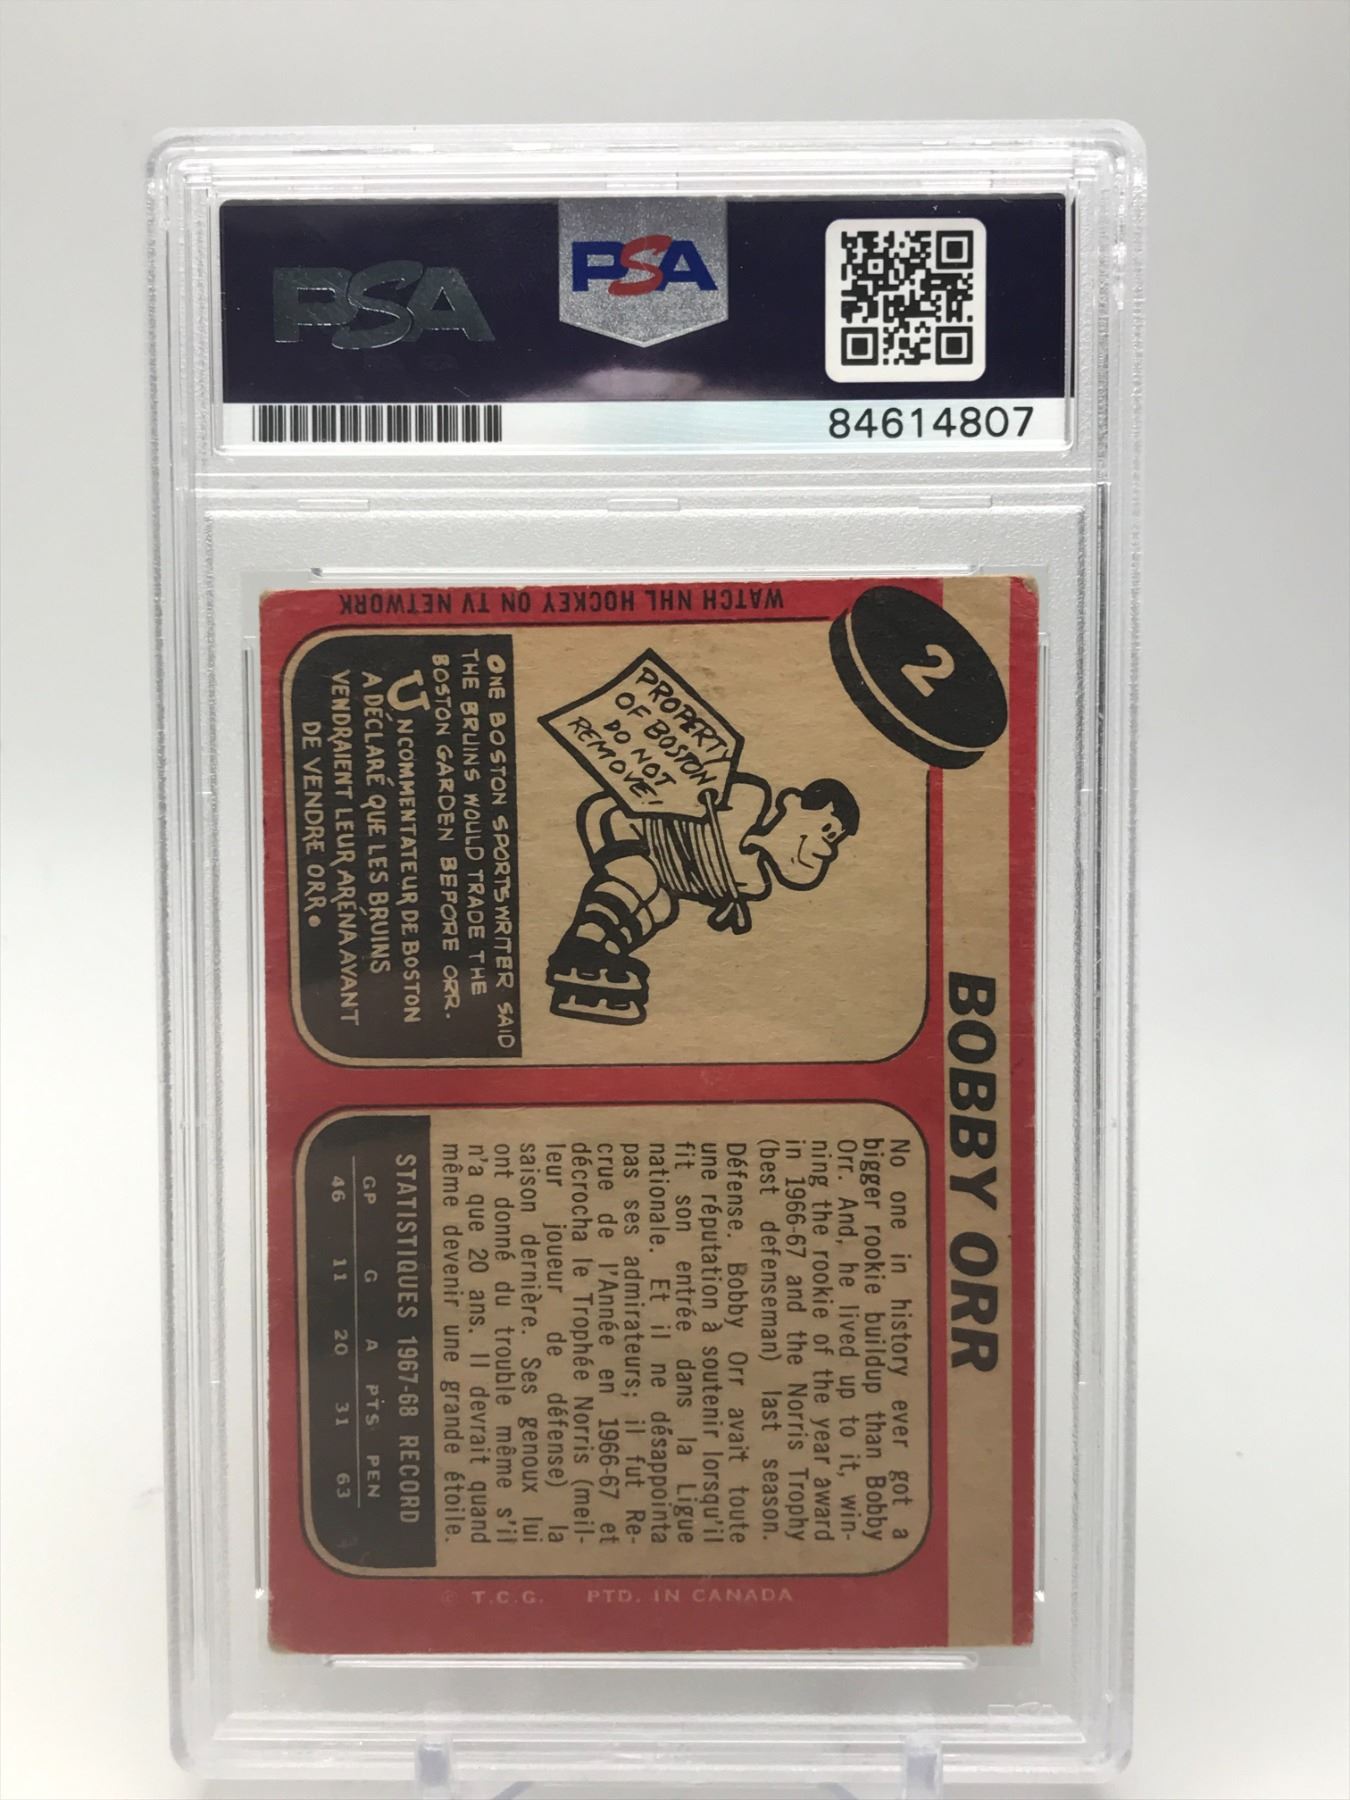 PSA
PSA
84614807
WATCH NHL HOCKEY ON TV NETWORK
2
BOBBY ORR
PROPERTY
OF BOSTON
DO NOT
REMOVE!
ONE BOSTON SPORTSWRITER SAID
THE BRUINS WOULD TRADE THE
BOSTON GARDEN BEFORE ORR.
UN COMMENTATEUR DE BOSTON
A DÉCLARÉ QUE LES BRUINS
VENDRAIENT LEUR ARÉNA AVANT
DE VENDRE ORR.
No one in history ever got a
bigger rookie buildup than Bobby
Orr. And, he lived up to it, win-
ning the rookie of the year award
in 1966-67 and the Norris Trophy
(best defenseman) last season.
Défense. Bobby Orr avait toute
une réputation à soutenir lorsqu'il
fit son entrée dans la Ligue
nationale. Et il ne désappointa
pas ses admirateurs; il fut Re-
crue de l'Année en 1966-67 et
décrocha le Trophée Norris (meil-
leur joueur de défense) la
saison dernière. Ses genoux lui
ont donné du trouble même s'il
n'a que 20 ans. Il devrait quand
même devenir une grande étoile.
STATISTIQUES 1967-68 RECORD
GP G A PTS PEN
46 11 20 31 63
© T.C.G. PTD. IN CANADA